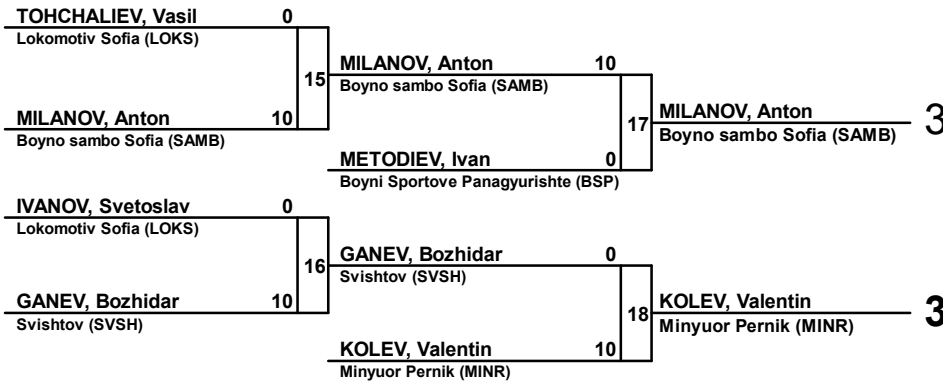 TOHCHALIEV, Vasil 0
Lokomotiv Sofia (LOKS)
15
MILANOV, Anton 10
Boyno sambo Sofia (SAMB)
MILANOV, Anton 10
Boyno sambo Sofia (SAMB)
17
METODIEV, Ivan 0
Boyni Sportove Panagyurishte (BSP)
MILANOV, Anton 3
Boyno sambo Sofia (SAMB)
IVANOV, Svetoslav 0
Lokomotiv Sofia (LOKS)
16
GANEV, Bozhidar 10
Svishtov (SVSH)
GANEV, Bozhidar 0
Svishtov (SVSH)
18
KOLEV, Valentin 10
Minyuor Pernik (MINR)
KOLEV, Valentin 3
Minyuor Pernik (MINR)